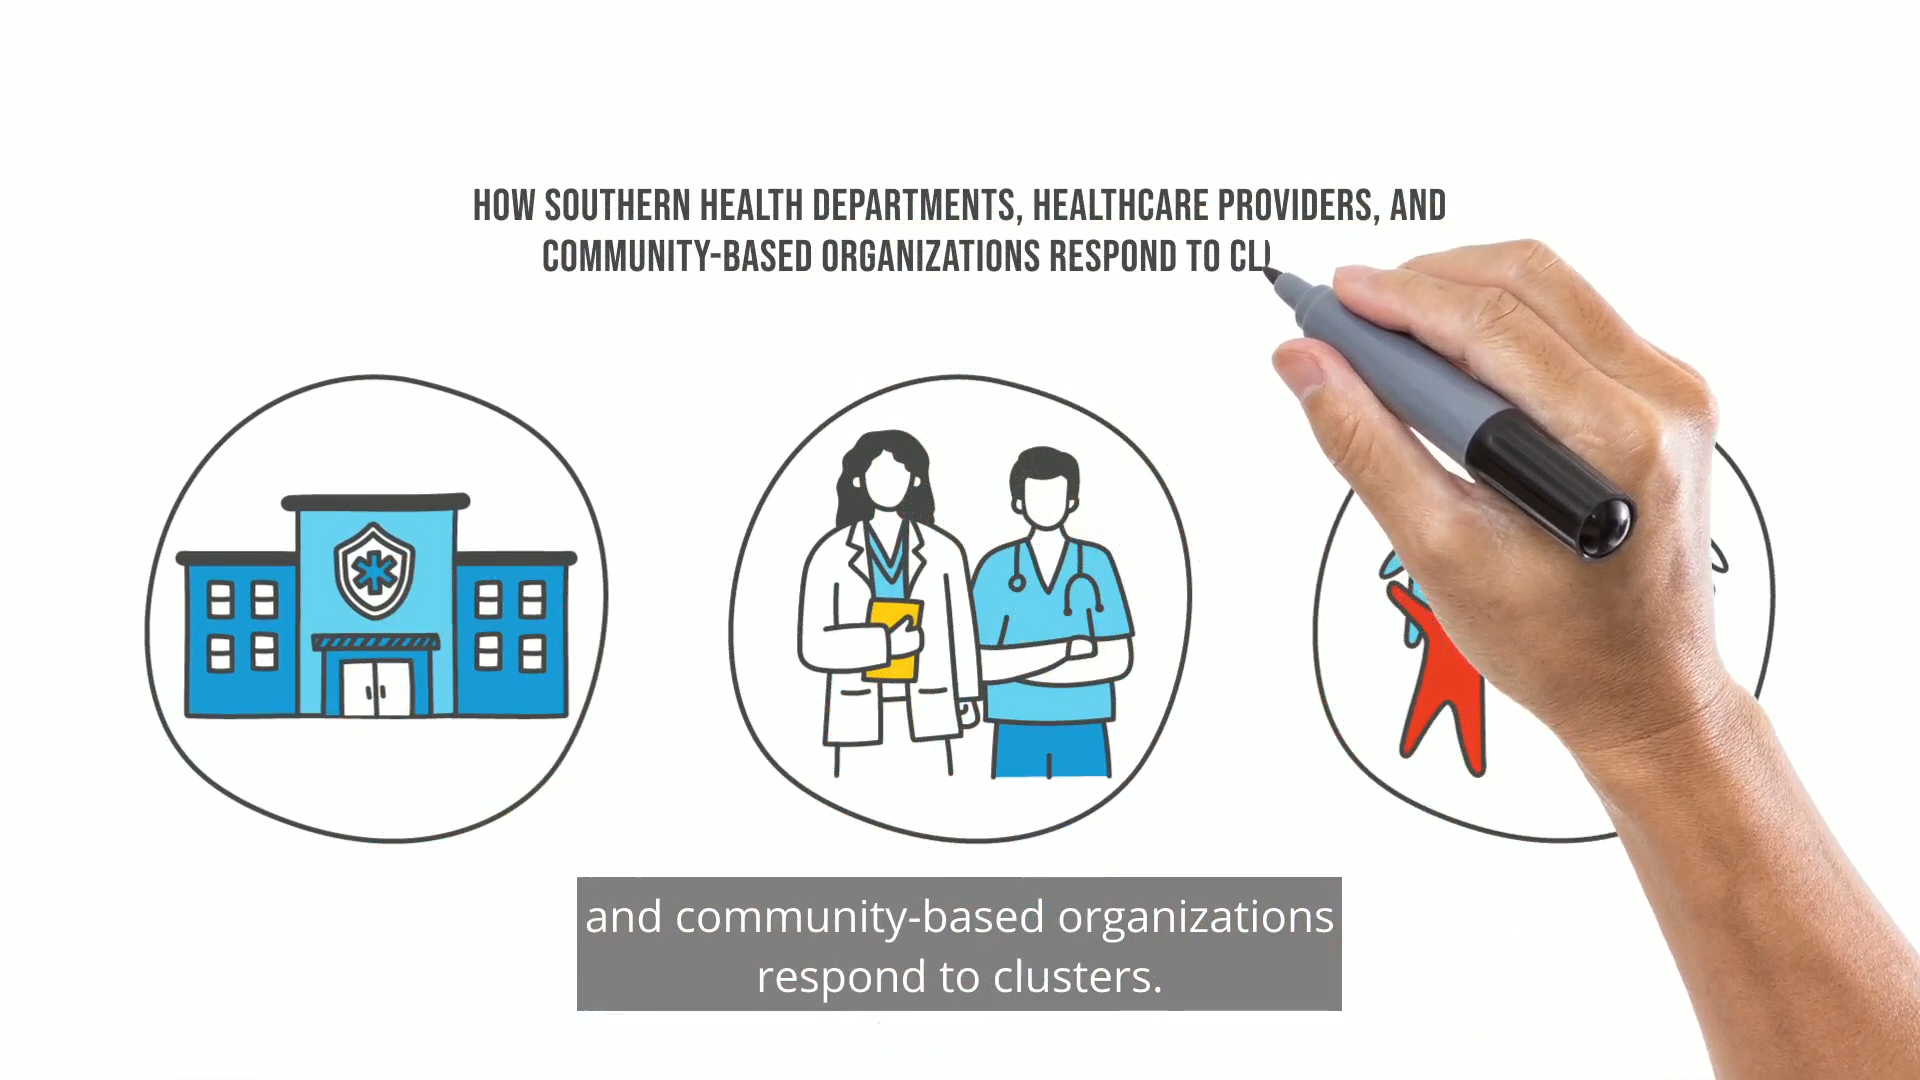 HOW SOUTHERN HEALTH DEPARTMENTS, HEALTHCARE PROVIDERS, AND
COMMUNITY-BASED ORGANIZATIONS RESPOND TO CL
and community-based organizations
respond to clusters.